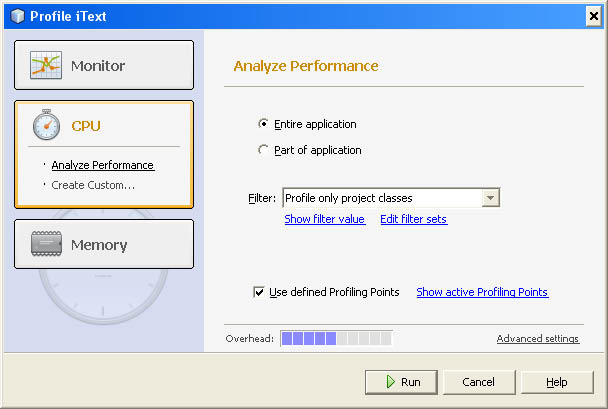 Profile iText
Monitor
CPU
· Analyze Performance
· Create Custom...
Memory
Analyze Performance
Entire application
Part of application
Filter: Profile only project classes
Show filter value Edit filter sets
Use defined Profiling Points Show active Profiling Points
Overhead: Advanced settings
Run Cancel Help